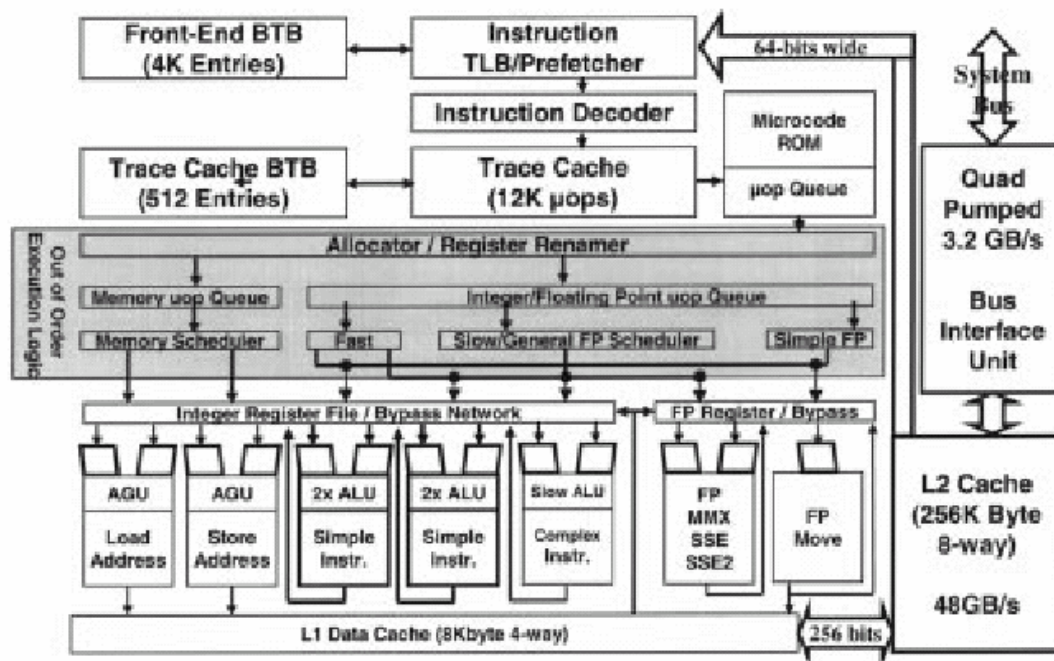 Front-End BTB
(4K Entries)
Instruction
TLB/Prefetcher
64-bits wide
System
Bus
Instruction Decoder
Microcode
ROM
µop Queue
Trace Cache BTB
(512 Entries)
Trace Cache
(12K µops)
Quad
Pumped
3.2 GB/s
Bus
Interface
Unit
Out of Order
Execution Logic
Allocator / Register Renamer
Memory uop Queue
Integer/Floating Point uop Queue
Memory Scheduler
Fast
Slow/General FP Scheduler
Simple FP
Integer Register File / Bypass Network
FP Register / Bypass
AGU
Load
Address
AGU
Store
Address
2x ALU
Simple
Instr.
2x ALU
Simple
Instr.
Slow ALU
Complex
Instr.
FP
MMX
SSE
SSE2
FP
Move
L2 Cache
(256K Byte
8-way)
48GB/s
L1 Data Cache (8Kbyte 4-way)
256 bits